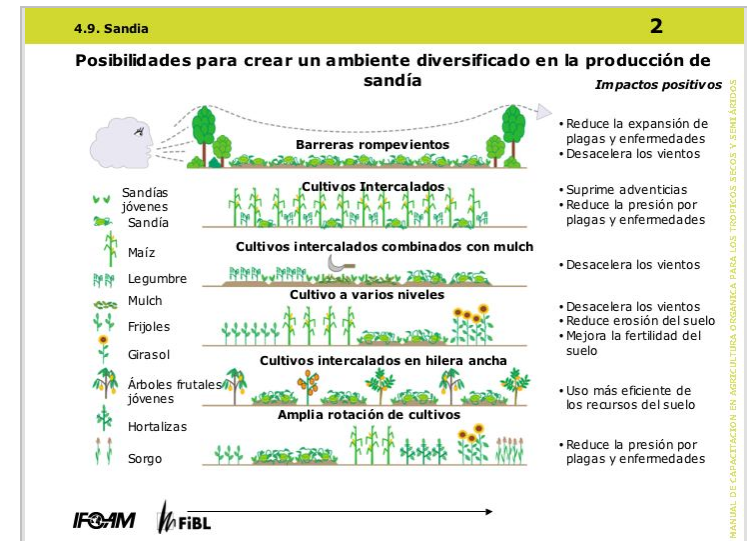 4.9. Sandia
2
Posibilidades para crear un ambiente diversificado en la producción de
sandía
Impactos positivos
Barreras rompevientos
• Reduce la expansión de
plagas y enfermedades
• Desacelera los vientos
Cultivos Intercalados
• Suprime adventicias
• Reduce la presión por
plagas y enfermedades
Cultivos intercalados combinados con mulch
• Desacelera los vientos
Cultivo a varios niveles
• Desacelera los vientos
• Reduce erosión del suelo
• Mejora la fertilidad del
suelo
Cultivos intercalados en hilera ancha
• Uso más eficiente de
los recursos del suelo
Amplia rotación de cultivos
• Reduce la presión por
plagas y enfermedades
Sandías
jóvenes
Sandía
Maíz
Legumbre
Mulch
Frijoles
Girasol
Árboles frutales
jóvenes
Hortalizas
Sorgo
IFOAM
FiBL
MANUAL DE CAPACITACION EN AGRICULTURA ORGANICA PARA LOS TROPICOS SECOS Y SEMI ÁRIDOS